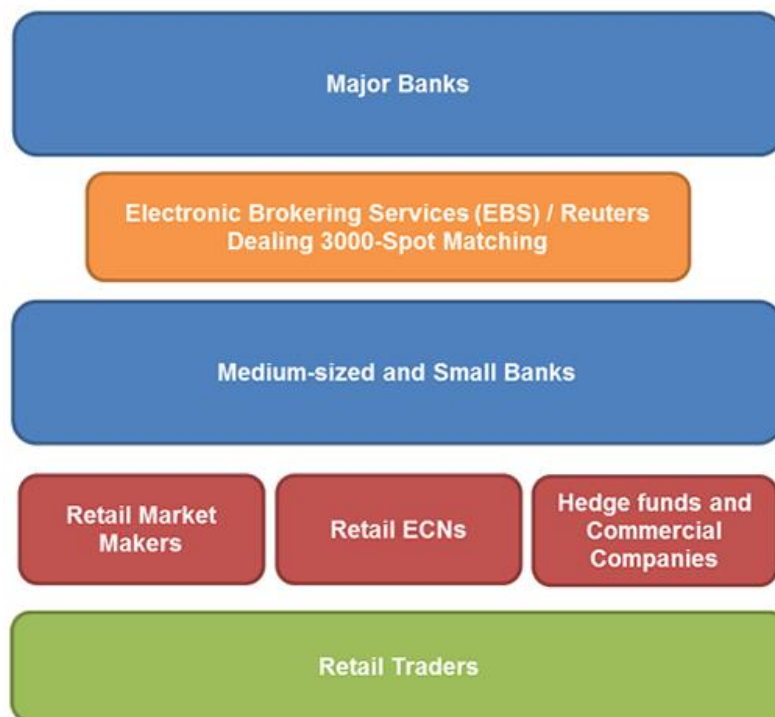 Major Banks
Electronic Brokering Services (EBS) / Reuters
Dealing 3000-Spot Matching
Medium-sized and Small Banks
Retail Market
Makers
Retail ECNs
Hedge funds and
Commercial
Companies
Retail Traders